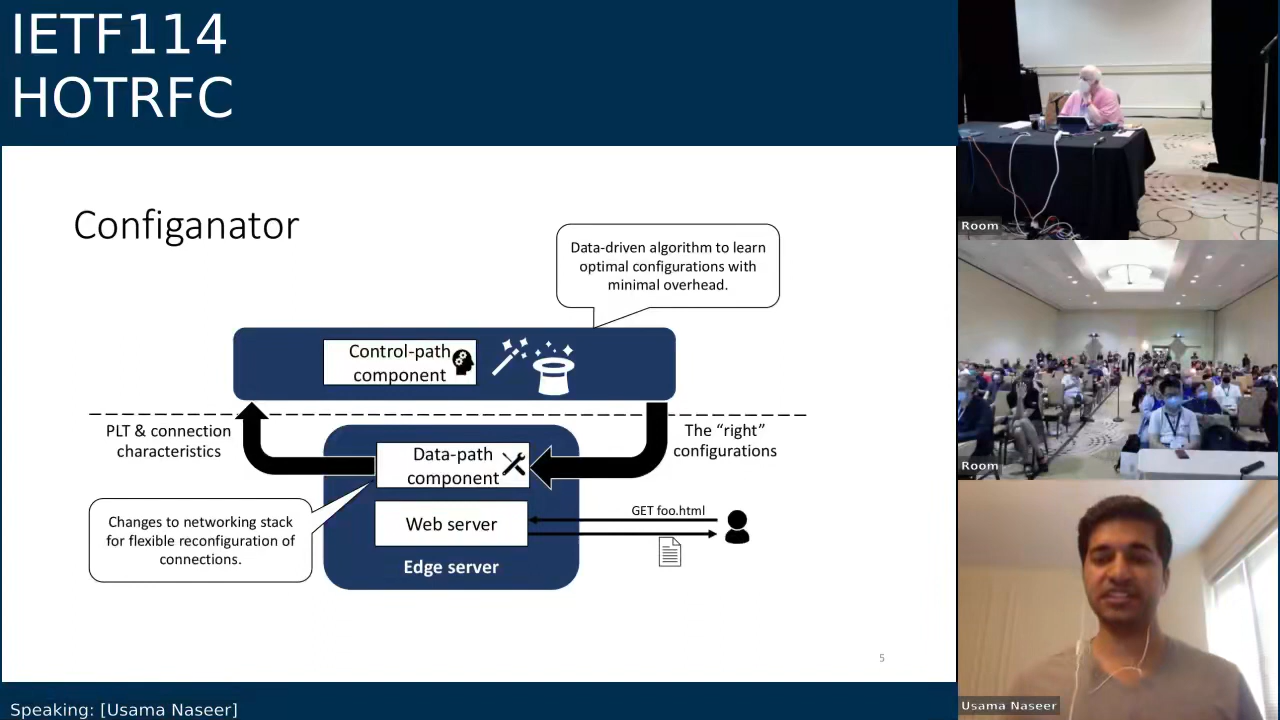 IETF114
HOTRFC
Configanator
Data-driven algorithm to learn
optimal configurations with
minimal overhead.
Control-path
component
PLT & connection
characteristics
The “right”
configurations
Data-path
component
Changes to networking stack
for flexible reconfiguration of
connections.
Web server
GET foo.html
Edge server
5
Speaking: [Usama Naseer]
Room
Room
Usama Naseer